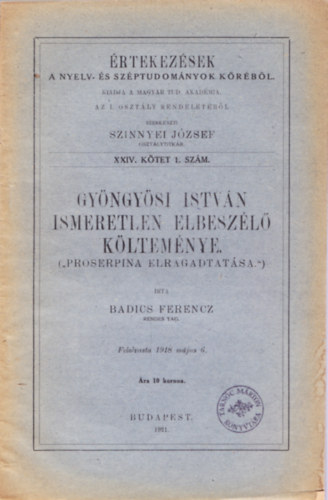 ÉRTEKEZÉSEK
A NYELV- ÉS SZÉPTUDOMÁNYOK KÖRÉBŐL.
KIADJA A MAGYAR TUD. AKADÉMIA.
AZ I. OSZTÁLY RENDELETÉBŐL
SZERKESZTI
SZINNYEI JÓZSEF
OSZTÁLYTITKÁR.
XXIV. KÖTET 1. SZÁM.
GYÖNGYÖSI ISTVÁN
ISMERETLEN ELBESZÉLŐ
KÖLTEMÉNYE.
(„PROSERPINA ELRAGADTATÁSA.")
IRTA
BADICS FERENCZ
RENDES TAG.
Felolvasta 1918 május 6.
Ára 10 korona.
BUDAPEST.
1921.
KÖNYVTÁRA